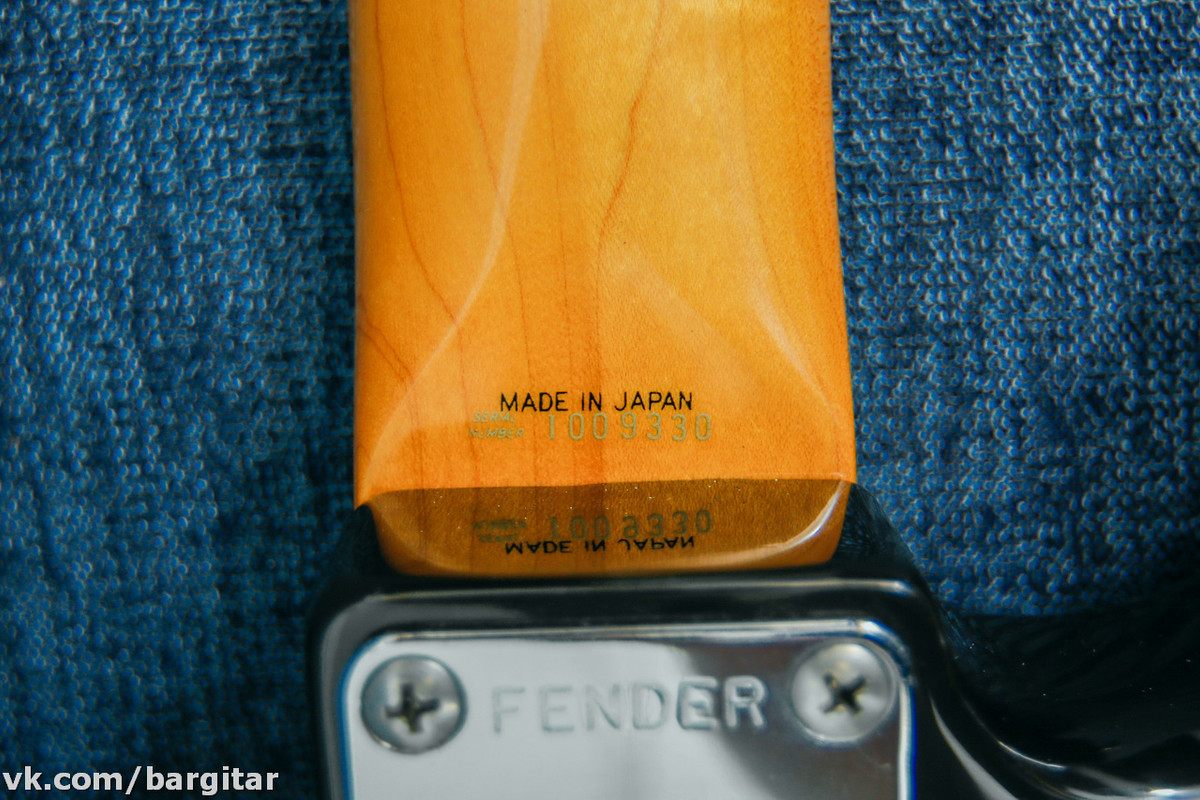 MADE IN JAPAN
SERIAL
NUMBER 1009330
FENDER
vk.com/bargitar